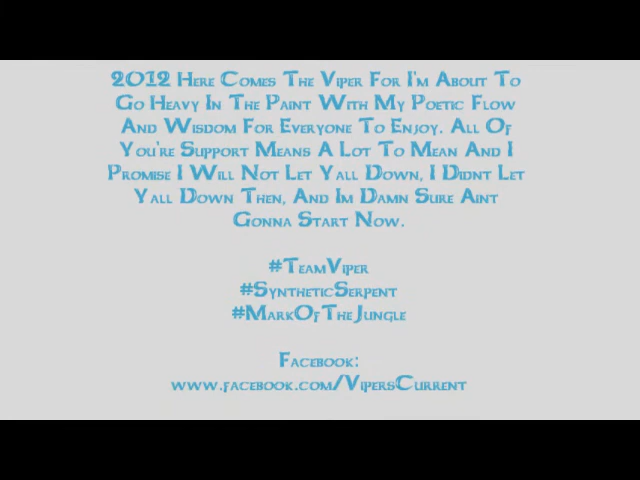 2012 Here Comes The Viper For I'm About To
Go Heavy In The Paint With My Poetic Flow
And Wisdom For Everyone To Enjoy. All Of
You're Support Means A Lot To Mean And I
Promise I Will Not Let Yall Down, I Didnt Let
Yall Down Then, And Im Damn Sure Aint
Gonna Start Now.
#TeamViper
#SyntheticSerpent
#MarkOfTheJungle
Facebook:
www.facebook.com/VipersCurrent